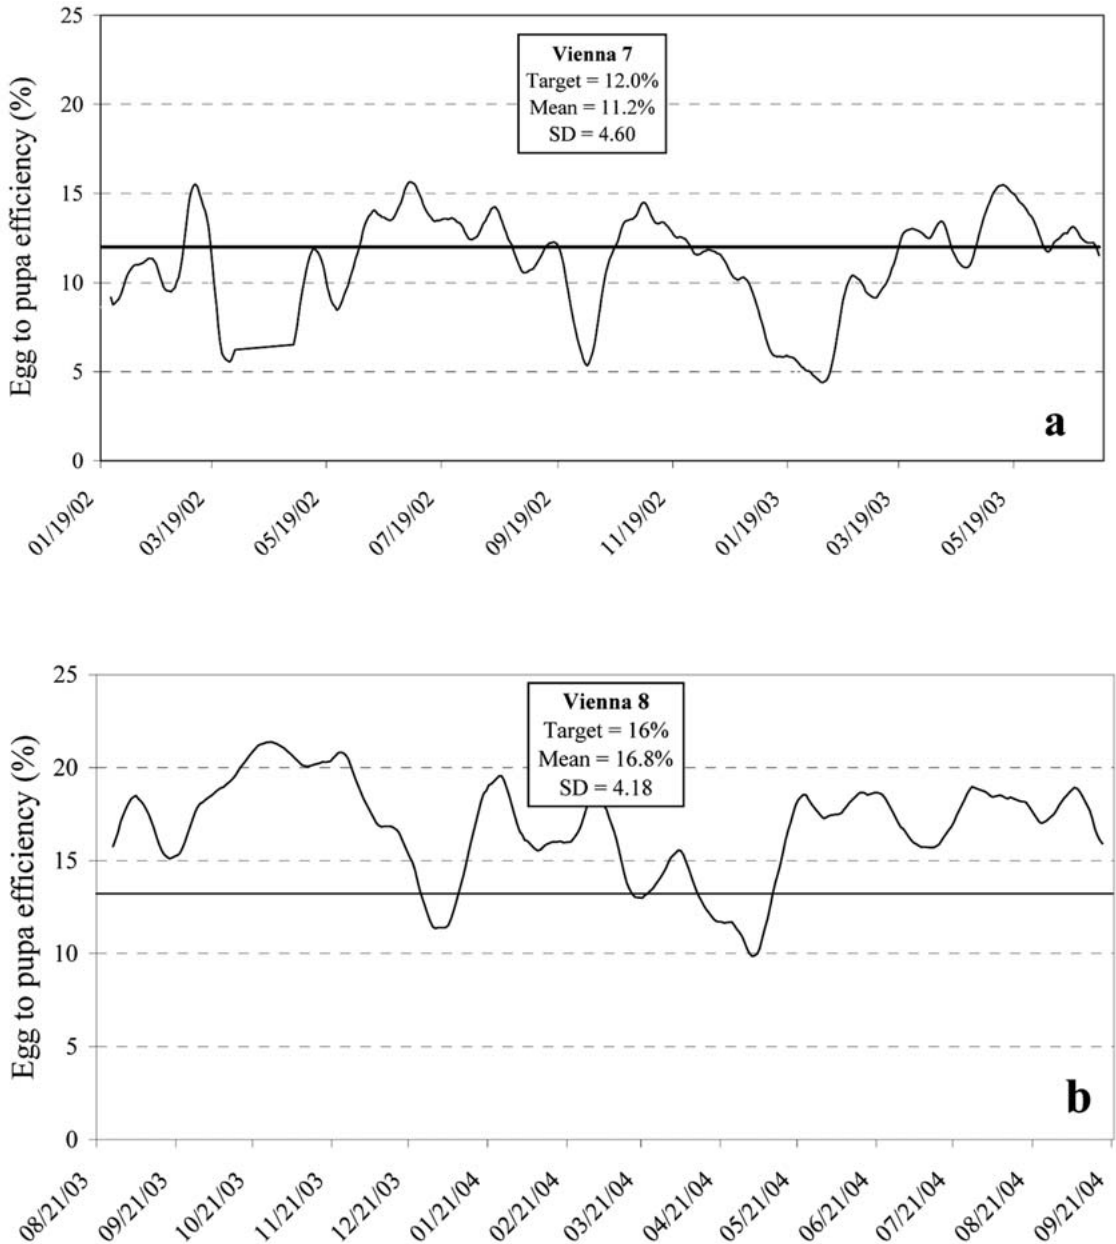 25
20
15
10
5
0
Egg to pupa efficiency (%)
Vienna 7
Target = 12.0%
Mean = 11.2%
SD = 4.60
a
01/19/02
03/19/02
05/19/02
07/19/02
09/19/02
11/19/02
01/19/03
03/19/03
05/19/03
25
20
15
10
5
0
Egg to pupa efficiency (%)
Vienna 8
Target = 16%
Mean = 16.8%
SD = 4.18
b
08/21/03
09/21/03
10/21/03
11/21/03
12/21/03
01/21/04
02/21/04
03/21/04
04/21/04
05/21/04
06/21/04
07/21/04
08/21/04
09/21/04